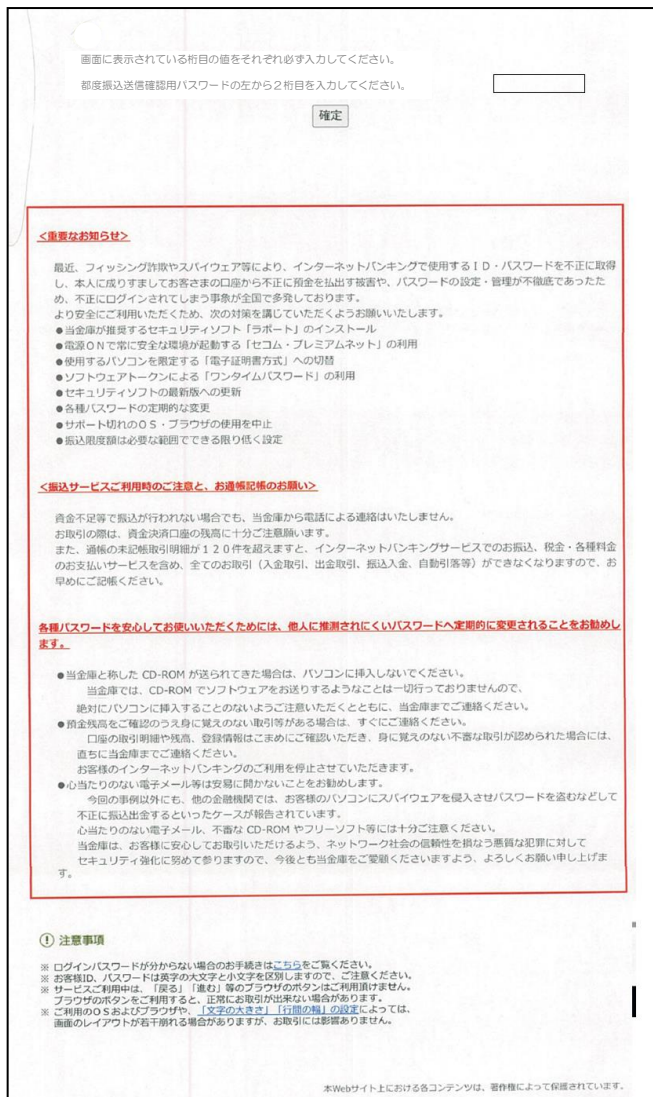 画面に表示されている桁目の値をそれぞれ必ず入力してください。
都度振込送信確認用パスワードの左から2桁目を入力してください。
確定
<重要なお知らせ>
最近、フィッシング詐欺やスパイウェア等により、インターネットバンキングで使用するID・パスワードを不正に取得
し、本人に成りすましてお客さまの口座から不正に預金を払出す被害や、パスワードの設定・管理が不徹底であったた
め、不正にログインされてしまう事象が全国で多発しております。
より安全にご利用いただくため、次の対策を講じていただくようお願いいたします。
●当金庫が推奨するセキュリティソフト「ラポート」のインストール
●電源ONで常に安全な環境が起動する「セコム・プレミアムネット」の利用
●使用するパソコンを限定する「電子証明書方式」への切替
●ソフトウェアトークンによる「ワンタイムパスワード」の利用
●セキュリティソフトの最新版への更新
●各種パスワードの定期的な変更
●サポート切れのOS・ブラウザの使用を中止
●振込限度額は必要な範囲でできる限り低く設定
<振込サービスご利用時のご注意と、お通帳記帳のお願い>
資金不足等で振込が行われない場合でも、当金庫から電話による連絡はいたしません。
お取引の際は、資金決済口座の残高に十分ご注意願います。
また、通帳の未記帳取引明細が120件を超えますと、インターネットバンキングサービスでのお振込、税金・各種料金
のお支払いサービスを含め、全てのお取引(入金取引、出金取引、振込入金、自動引落等)ができなくなりますので、お
早めにご記帳ください。
各種パスワードを安心してお使いいただくためには、他人に推測されにくいパスワードへ定期的に変更されることをお勧めし
ます。
●当金庫と称した CD-ROM が送られてきた場合は、パソコンに挿入しないでください。
当金庫では、CD-ROM でソフトウェアをお送りするようなことは一切行っておりませんので、
絶対にパソコンに挿入することのないようご注意いただくとともに、当金庫までご連絡ください。
●預金残高をご確認のうえ身に覚えのない取引等がある場合は、すぐにご連絡ください。
口座の取引明細や残高、登録情報はこまめにご確認いただき、身に覚えのない不審な取引が認められた場合には、
直ちに当金庫までご連絡ください。
お客様のインターネットバンキングのご利用を停止させていただきます。
●心当たりのない電子メール等は安易に開かないことをお勧めします。
今回の事例以外にも、他の金融機関では、お客様のパソコンにスパイウェアを侵入させパスワードを盗むなどして
不正に振込出金するといったケースが報告されています。
心当たりのない電子メール、不審な CD-ROM やフリーソフト等には十分ご注意ください。
当金庫は、お客様に安心してお取引いただけるよう、ネットワーク社会の信頼性を損なう悪質な犯罪に対して
セキュリティ強化に努めて参りますので、今後とも当金庫をご愛顧くださいますよう、よろしくお願い申し上げま
す。
注意事項
※ ログインパスワードが分からない場合のお手続きはこちらをご覧ください。
※ お客様ID、パスワードは英字の大文字と小文字を区別しますので、ご注意ください。
※ サービスご利用中は、「戻る」「進む」等のブラウザのボタンはご利用頂けません。
ブラウザのボタンをご利用すると、正常にお取引が出来ない場合があります。
※ ご利用のOSおよびブラウザや、「文字の大きさ」「行間の幅」の設定によっては、
画面のレイアウトが若干崩れる場合がありますが、お取引には影響ありません。
本Webサイト上における各コンテンツは、著作権によって保護されています。